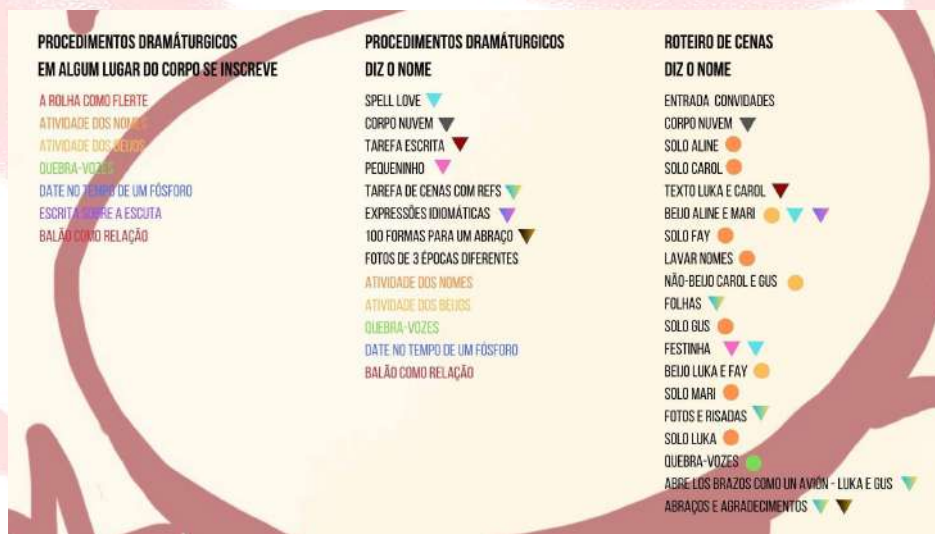 PROCEDIMENTOS DRAMÁTURGICOS
EM ALGUM LUGAR DO CORPO SE INSCREVE
A ROLHA COMO FLERTE
ATIVIDADE DOS NOMES
ATIVIDADE DOS BEIJOS
QUEBRA-VOZES
DATE NO TEMPO DE UM FÓSFORO
ESCRITA SOBRE A ESCUTA
BALÃO COMO RELAÇÃO
PROCEDIMENTOS DRAMÁTURGICOS
DIZ O NOME
SPELL LOVE
CORPO NUVEM
TAREFA ESCRITA
PEQUENINHO
TAREFA DE CENAS COM REFS
EXPRESSÕES IDIOMÁTICAS
100 FORMAS PARA UM ABRAÇO
FOTOS DE 3 ÉPOCAS DIFERENTES
ATIVIDADE DOS NOMES
ATIVIDADE DOS BEIJOS
QUEBRA-VOZES
DATE NO TEMPO DE UM FÓSFORO
BALÃO COMO RELAÇÃO
ROTEIRO DE CENAS
DIZ O NOME
ENTRADA CONVIDADES
CORPO NUVEM
SOLO ALINE
SOLO CAROL
TEXTO LUKA E CAROL
BEIJO ALINE E MARI
SOLO FAY
LAVAR NOMES
NÃO-BEIJO CAROL E GUS
FOLHAS
SOLO GUS
FESTINHA
BEIJO LUKA E FAY
SOLO MARI
FOTOS E RISADAS
SOLO LUKA
QUEBRA-VOZES
ABRE LOS BRAZOS COMO UN AVIÓN - LUKA E GUS
ABRAÇOS E AGRADECIMENTOS